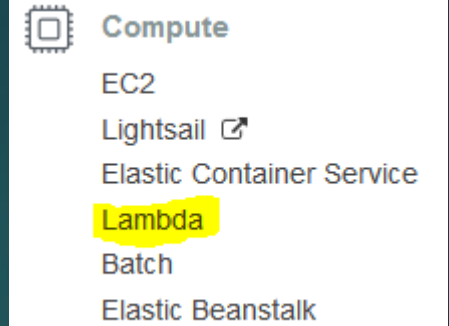 Compute
EC2
Lightsail
Elastic Container Service
Lambda
Batch
Elastic Beanstalk